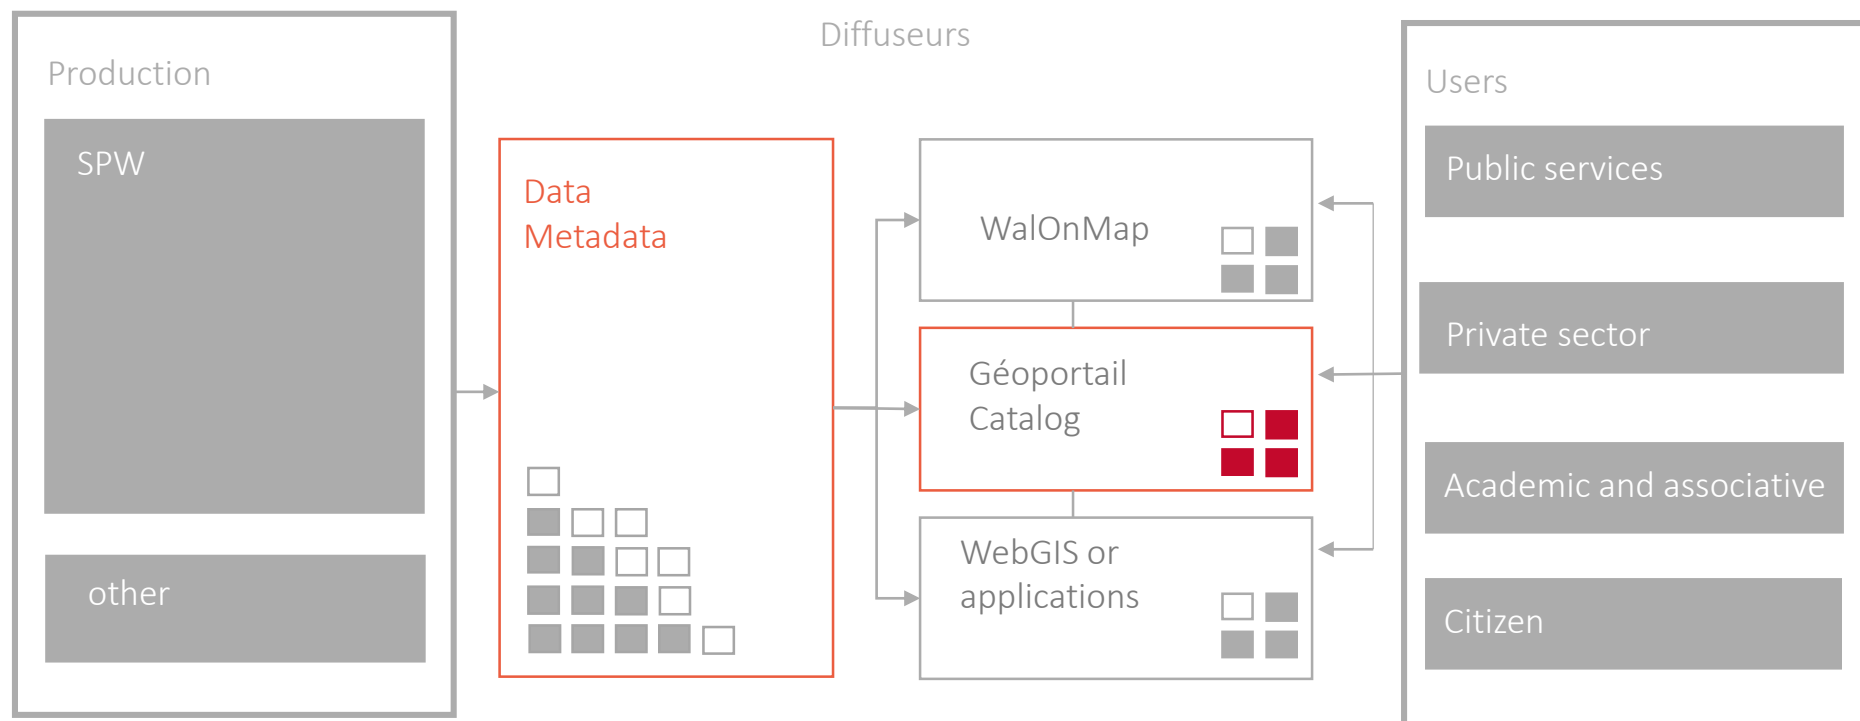 Diffuseurs
Production
SPW
other
Data
Metadata
WalOnMap
Géoportail
Catalog
WebGIS or
applications
Users
Public services
Private sector
Academic and associative
Citizen